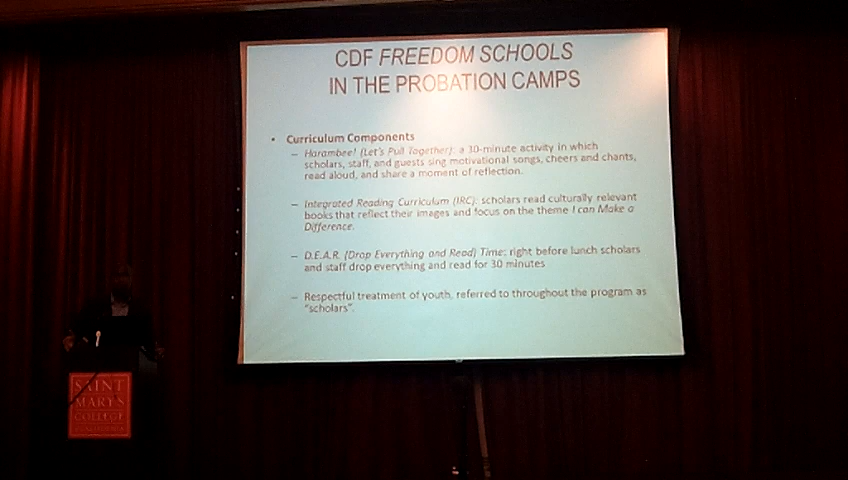 CDF FREEDOM SCHOOLS
IN THE PROBATION CAMPS
• Curriculum Components
– Harambee! (Let's Pull Together): a 30-minute activity in which
scholars, staff, and guests sing motivational songs, cheers and chants,
read aloud, and share a moment of reflection.
– Integrated Reading Curriculum (IRC): scholars read culturally relevant
books that reflect their images and focus on the theme I can Make a
Difference.
– D.E.A.R. (Drop Everything and Read) Time: right before lunch scholars
and staff drop everything and read for 30 minutes
– Respectful treatment of youth, referred to throughout the program as
"scholars".
SAINT
MARY'S
COLLEGE